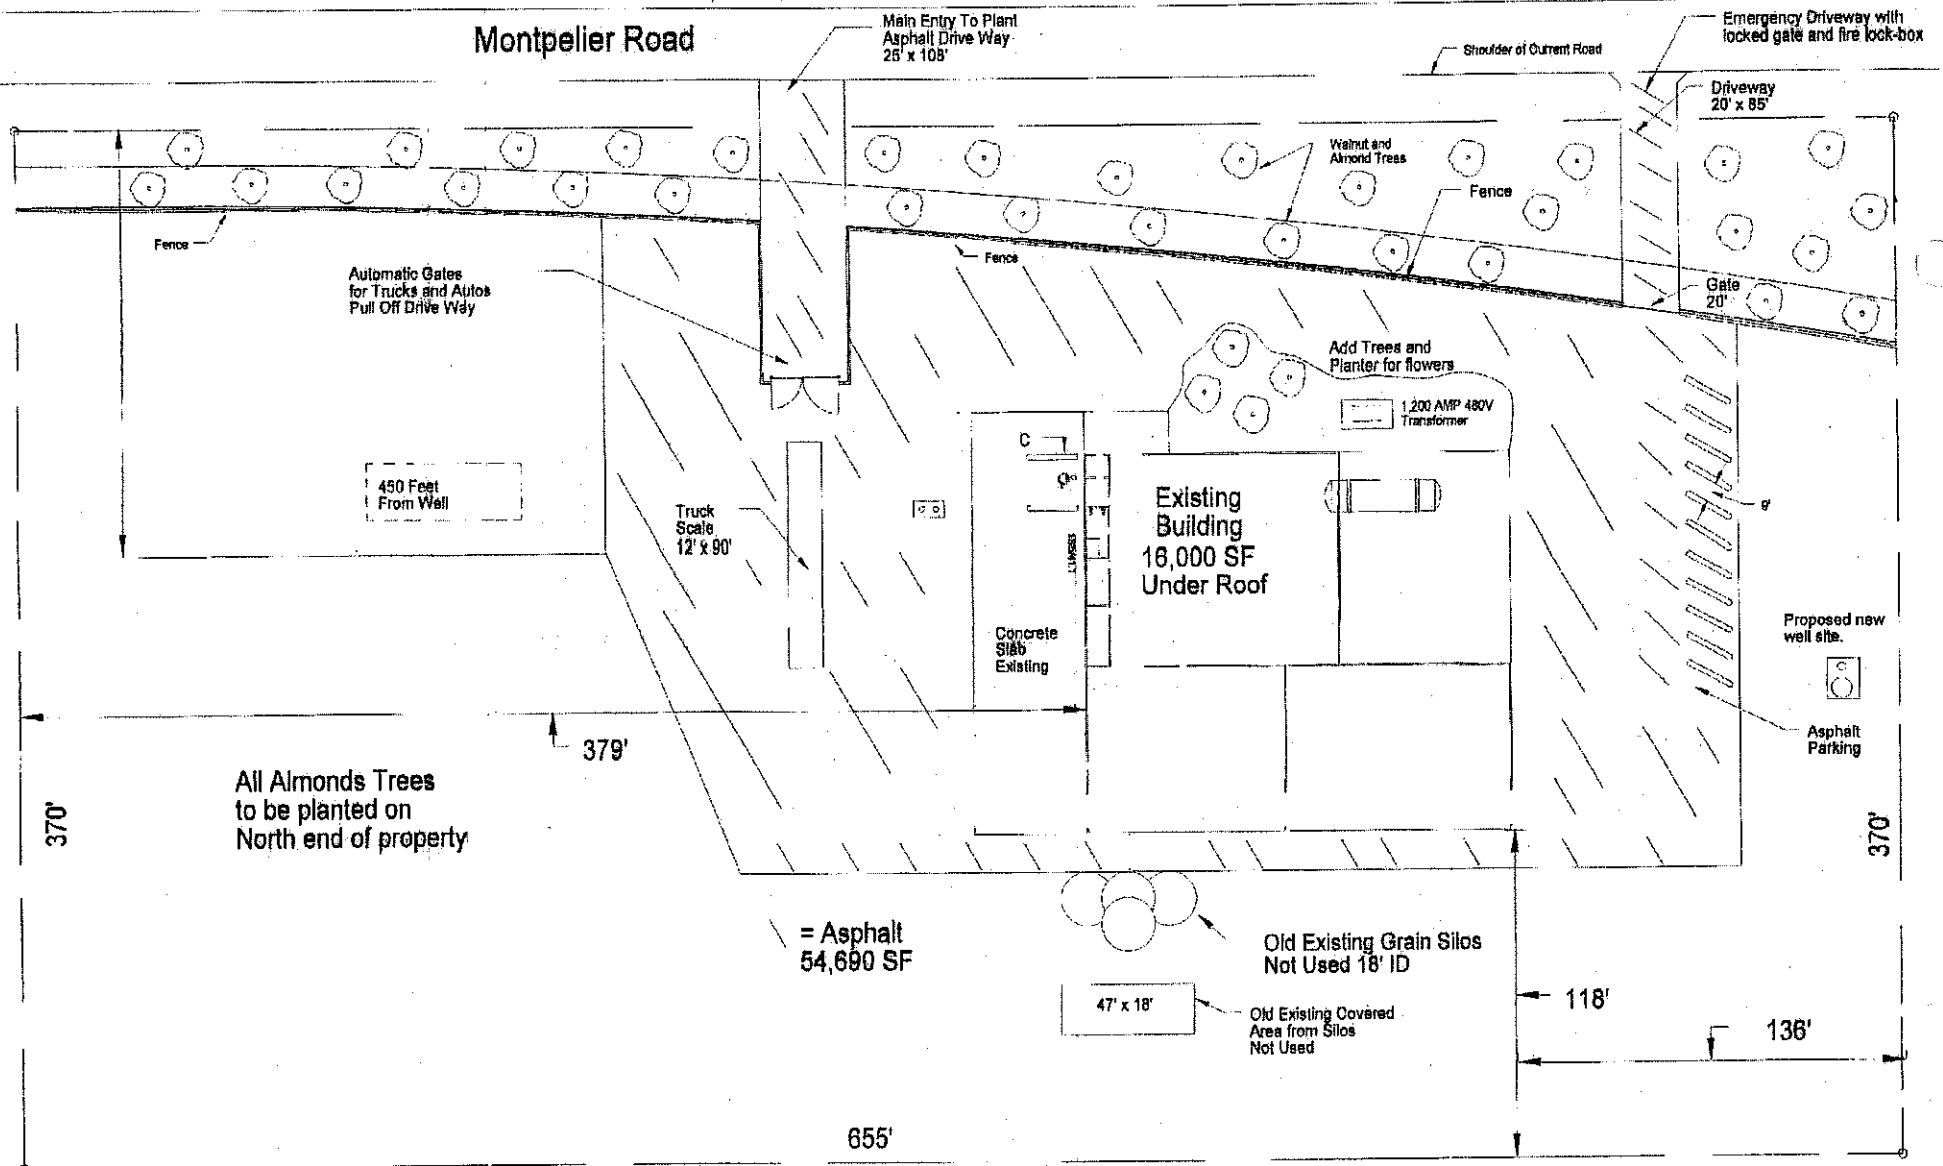 Montpelier Road
Main Entry To Plant
Asphalt Drive Way
25' x 108'
Shoulder of Current Road
Emergency Driveway with
locked gate and fire lock-box
Driveway
20' x 85'
Walnut and
Almond Trees
Fence
Fence
Fence
Automatic Gates
for Trucks and Autos
Pull Off Drive Way
Gate
20'
Add Trees and
Planter for flowers
1,200 AMP 480V
Transformer
C
450 Feet
From Well
Truck
Scale
12' x 90'
Existing
Building
16,000 SF
Under Roof
9'
Concrete
Slab
Existing
Proposed new
well site.
Asphalt
Parking
379'
All Almonds Trees
to be planted on
North end of property
370'
370'
= Asphalt
54,690 SF
Old Existing Grain Silos
Not Used 18' ID
47' x 18'
Old Existing Covered
Area from Silos
Not Used
118'
136'
655'